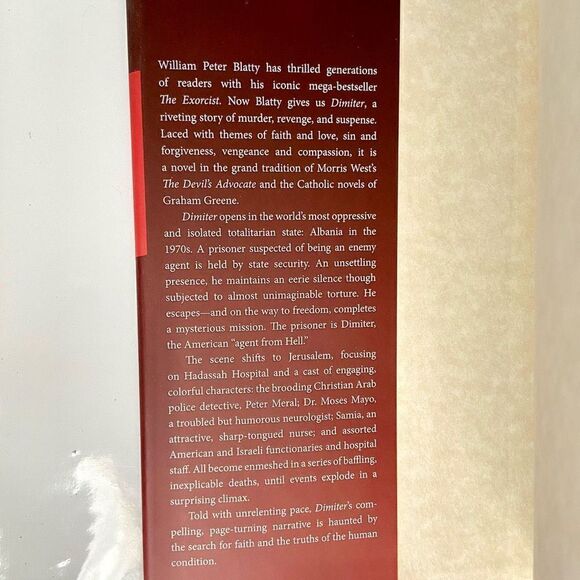 William Peter Blatty has thrilled generations
of readers with his iconic mega-bestseller
The Exorcist. Now Blatty gives us Dimiter, a
riveting story of murder, revenge, and suspense.
Laced with themes of faith and love, sin and
forgiveness, vengeance and compassion, it is
a novel in the grand tradition of Morris West's
The Devil's Advocate and the Catholic novels of
Graham Greene.
Dimiter opens in the world's most oppressive
and isolated totalitarian state: Albania in the
1970s. A prisoner suspected of being an enemy
agent is held by state security. An unsettling
presence, he maintains an eerie silence though
subjected to almost unimaginable torture. He
escapes—and on the way to freedom, completes
a mysterious mission. The prisoner is Dimiter,
the American “agent from Hell.”
The scene shifts to Jerusalem, focusing
on Hadassah Hospital and a cast of engaging,
colorful characters: the brooding Christian Arab
police detective, Peter Meral; Dr. Moses Mayo,
a troubled but humorous neurologist; Samia, an
attractive, sharp-tongued nurse; and assorted
American and Israeli functionaries and hospital
staff. All become enmeshed in a series of baffling,
inexplicable deaths, until events explode in a
surprising climax.
Told with unrelenting pace, Dimiter's com-
pelling, page-turning narrative is haunted by
the search for faith and the truths of the human
condition.